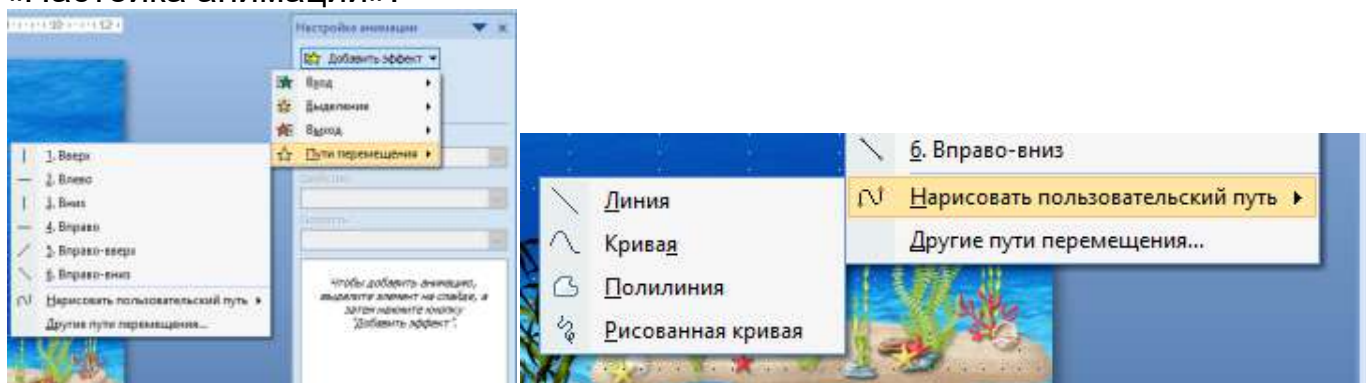 «Настойка анимации».
Настройка анимации
Добавить эффект
Вход
Выделение
Выход
Пути перемещения
1. Вверх
2. Влево
3. Вниз
4. Вправо
5. Вправо-вверх
6. Вправо-вниз
Нарисовать пользовательский путь
Другие пути перемещения...
Чтобы добавить анимацию,
выделите элемент на слайде, а
затем нажмите кнопку
"Добавить эффект".
6. Вправо-вниз
Нарисовать пользовательский путь
Другие пути перемещения...
Линия
Кривая
Полилиния
Рисованная кривая